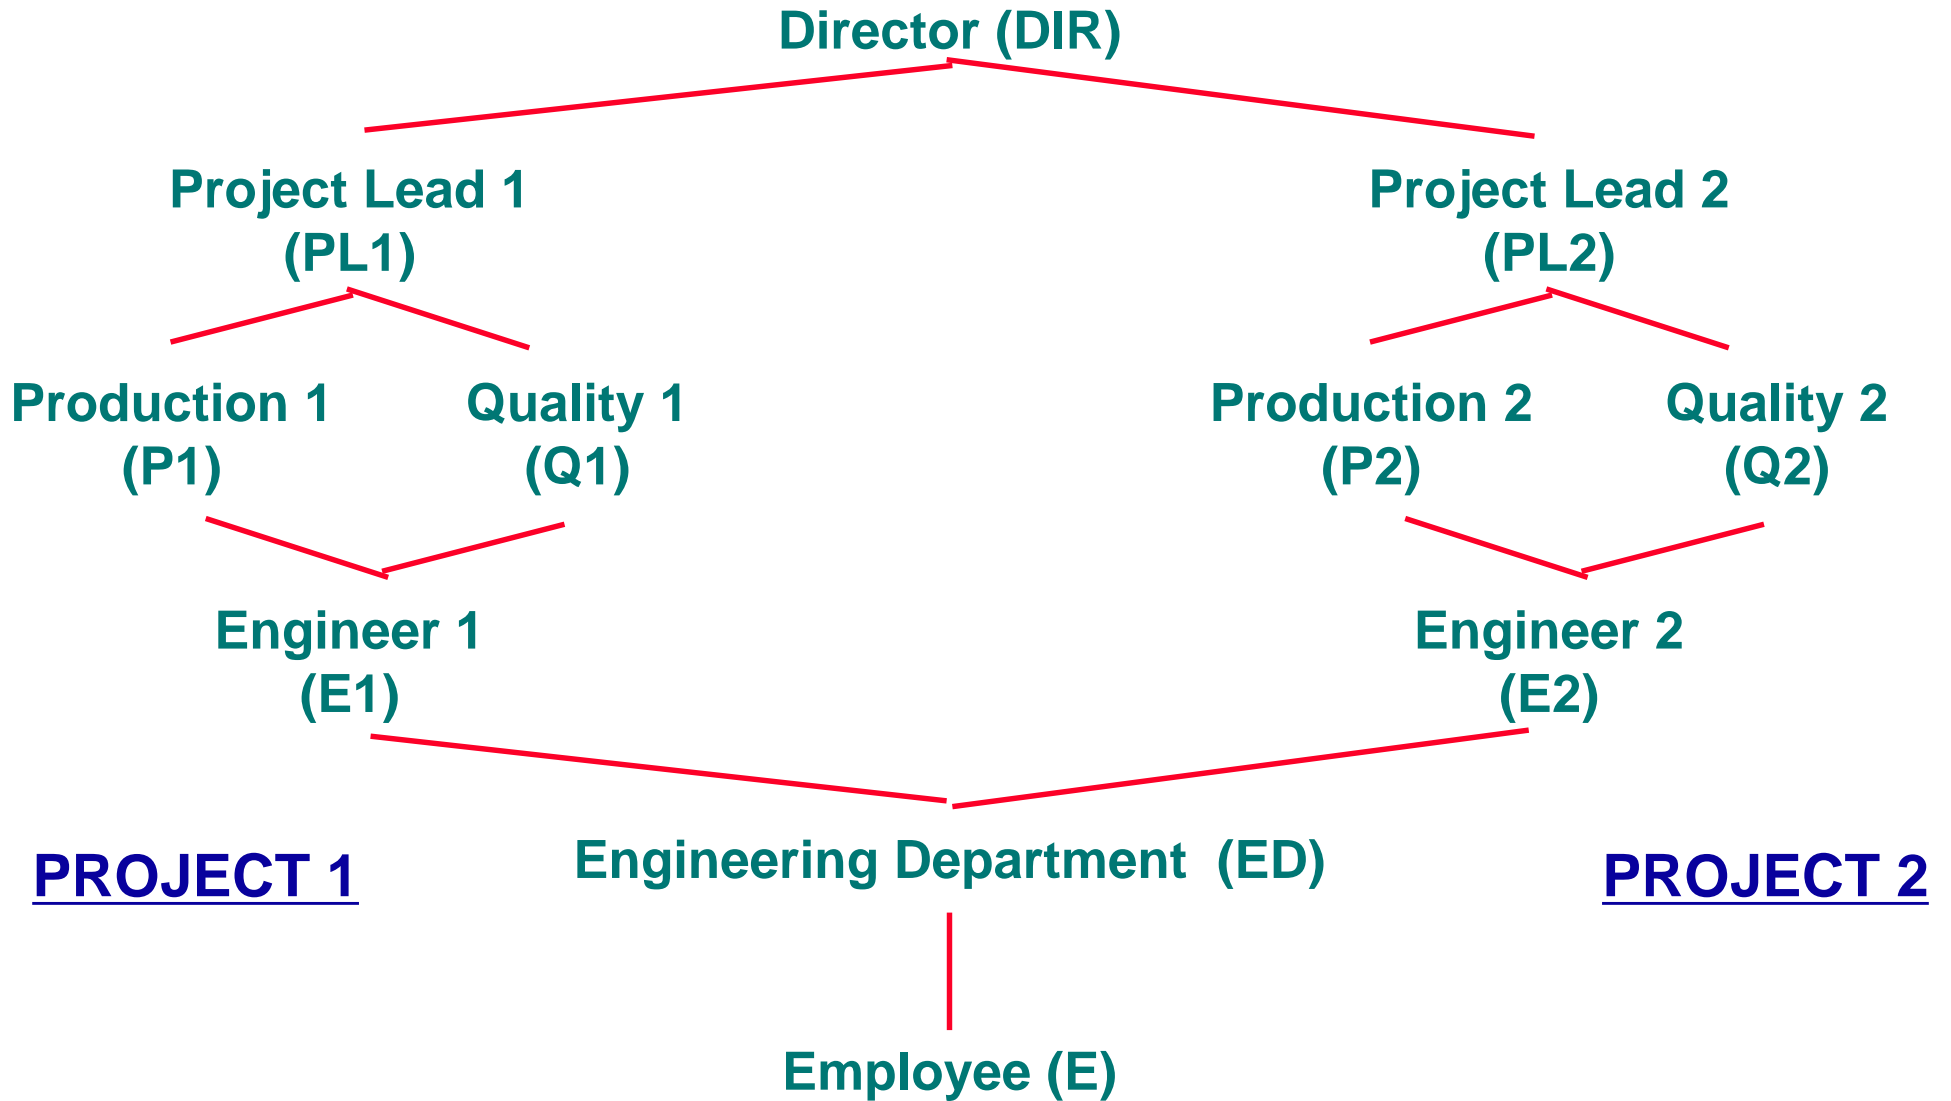 Director (DIR)
Project Lead 1
(PL1)
Project Lead 2
(PL2)
Production 1
(P1)
Quality 1
(Q1)
Production 2
(P2)
Quality 2
(Q2)
Engineer 1
(E1)
Engineer 2
(E2)
PROJECT 1
Engineering Department (ED)
PROJECT 2
Employee (E)